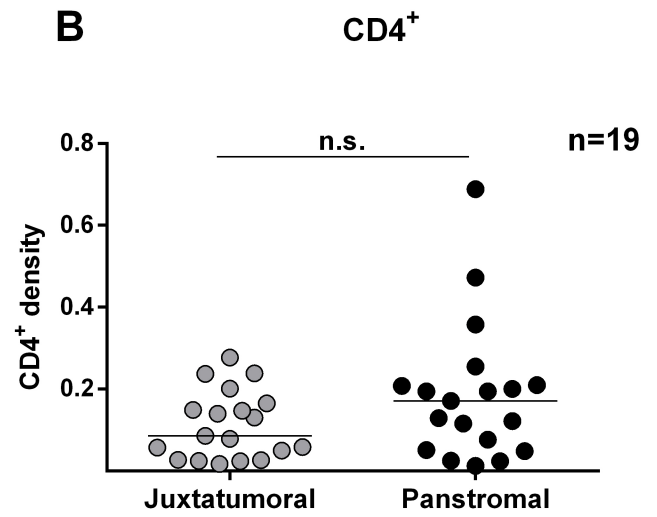 B
CD4⁺
n=19
n.s.
0.8
0.6
0.4
0.2
CD4⁺ density
Juxtatumoral
Panstromal